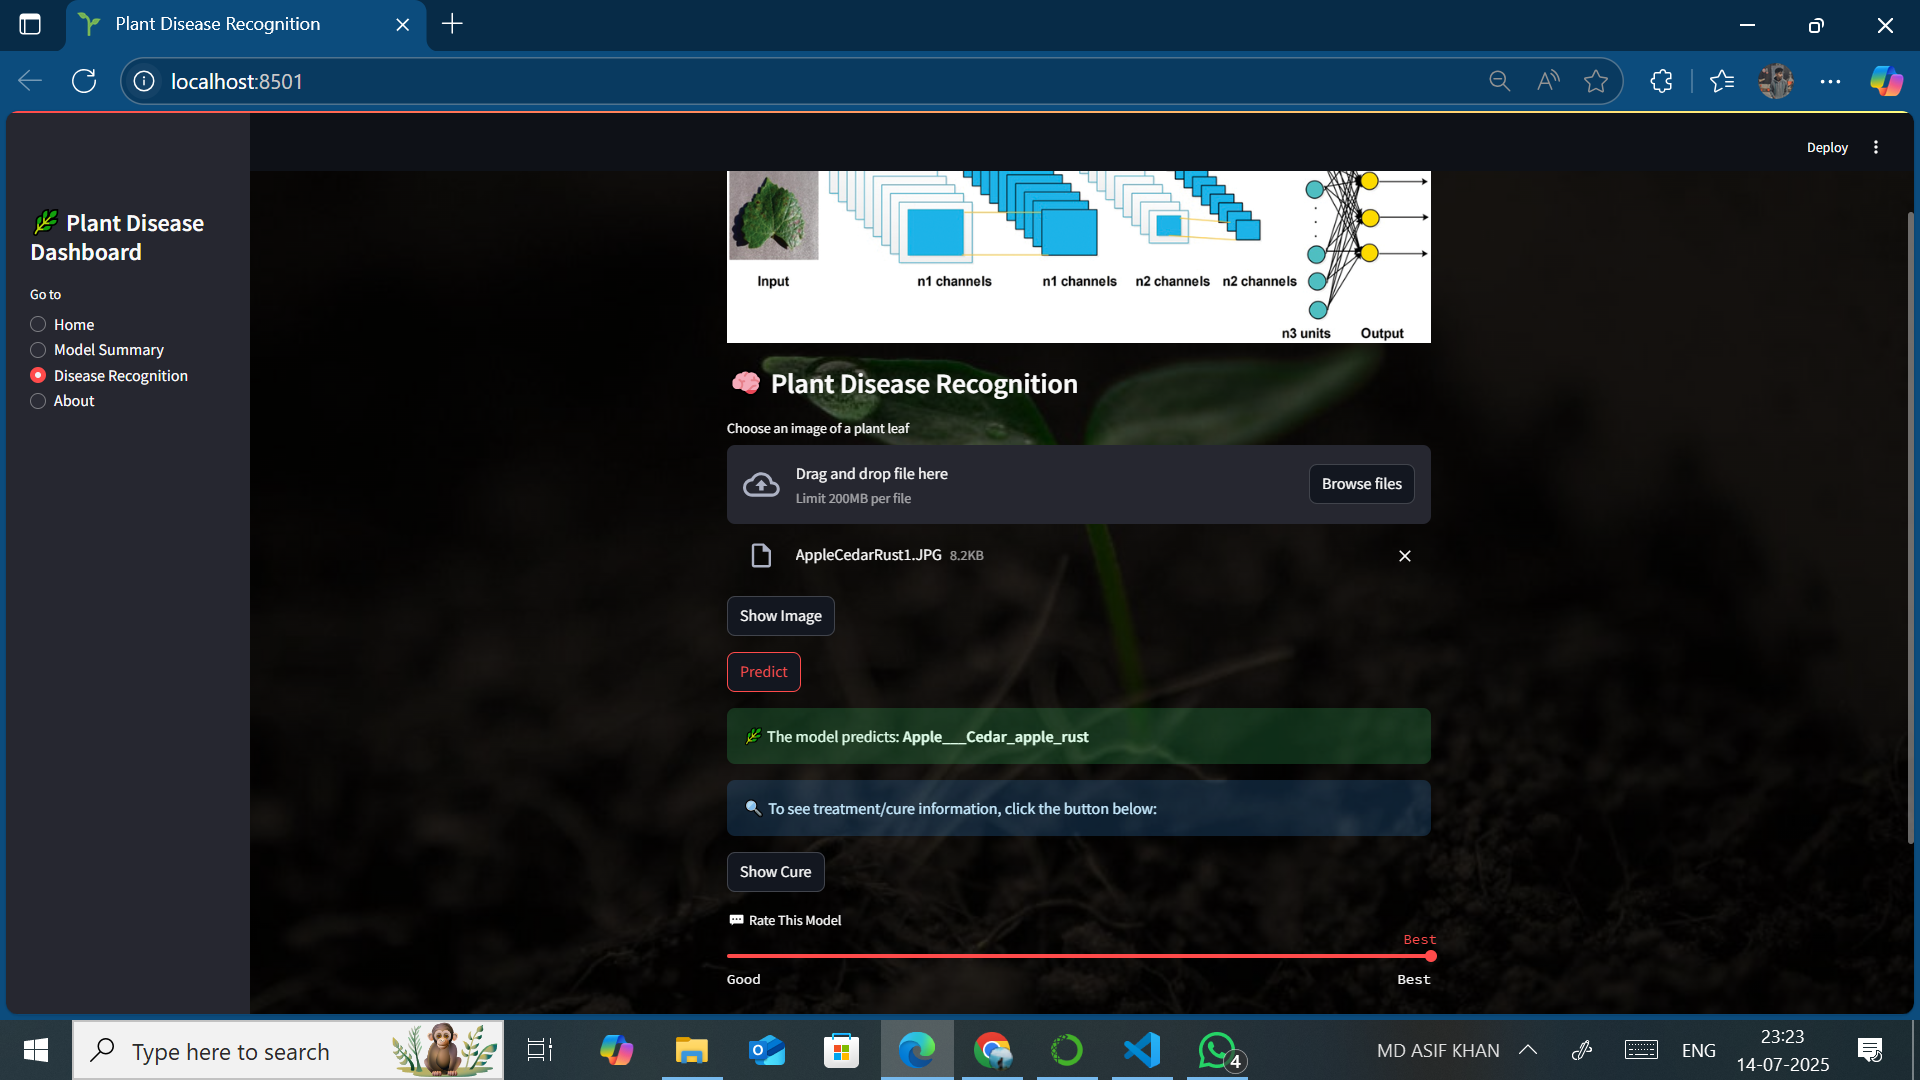 Plant Disease Recognition
localhost:8501
Deploy
Plant Disease
Dashboard
Go to
Home
Model Summary
Disease Recognition
About
Input
n1 channels
n1 channels
n2 channels
n2 channels
n3 units
Output
Plant Disease Recognition
Choose an image of a plant leaf
Drag and drop file here
Limit 200MB per file
Browse files
AppleCedarRust1.JPG 8.2KB
Show Image
Predict
The model predicts: Apple___Cedar_apple_rust
To see treatment/cure information, click the button below:
Show Cure
Rate This Model
Best
Good
Best
Type here to search
4
MD ASIF KHAN
ENG
23:23
14-07-2025